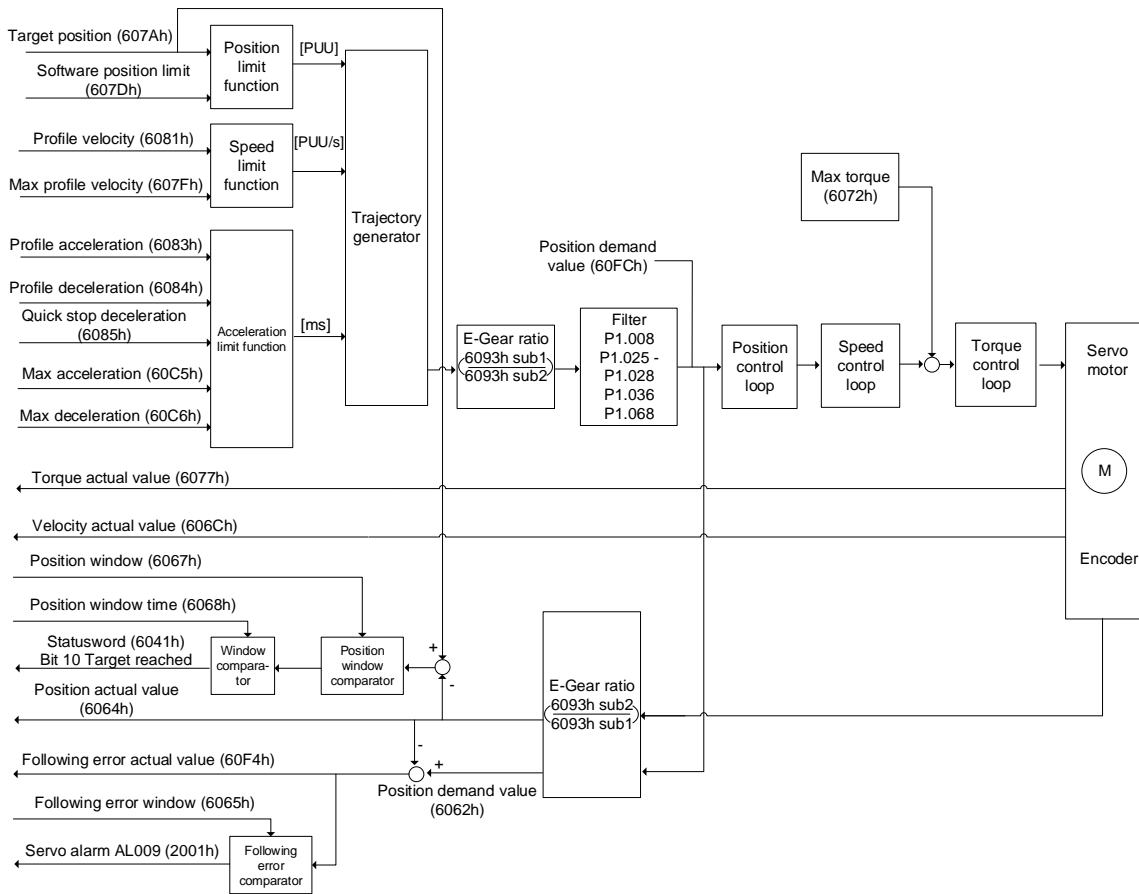 Target position (607Ah)
Software position limit
(607Dh)
Position
limit
function
[PUU]
Profile velocity (6081h)
Max profile velocity (607Fh)
Speed
limit
function
[PUU/s]
Profile acceleration (6083h)
Profile deceleration (6084h)
Quick stop deceleration
(6085h)
Max acceleration (60C5h)
Max deceleration (60C6h)
Acceleration
limit function
[ms]
Trajectory
generator
E-Gear ratio
6093h sub1
6093h sub2
Filter
P1.008
P1.025 -
P1.028
P1.036
P1.068
Position demand
value (60FCh)
Position
control
loop
Speed
control
loop
Max torque
(6072h)
Torque
control
loop
Servo
motor
M
Encoder
Torque actual value (6077h)
Velocity actual value (606Ch)
Position window (6067h)
Position window time (6068h)
Statusword (6041h)
Bit 10 Target reached
Window
compara-
tor
Position
window
comparator
+
-
Position actual value
(6064h)
E-Gear ratio
6093h sub2
6093h sub1
-
+
Following error actual value (60F4h)
Position demand value
(6062h)
Following error window (6065h)
Servo alarm AL009 (2001h)
Following
error
comparator